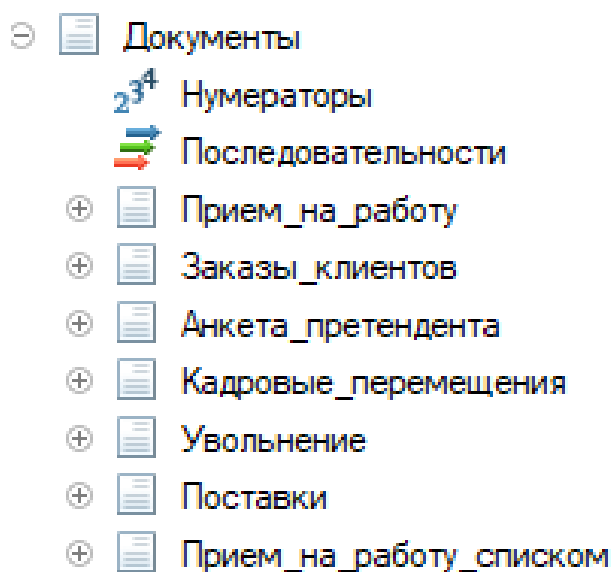 Документы
Нумераторы
Последовательности
Прием_на_работу
Заказы_клиентов
Анкета_претендента
Кадровые_перемещения
Увольнение
Поставки
Прием_на_работу_списком